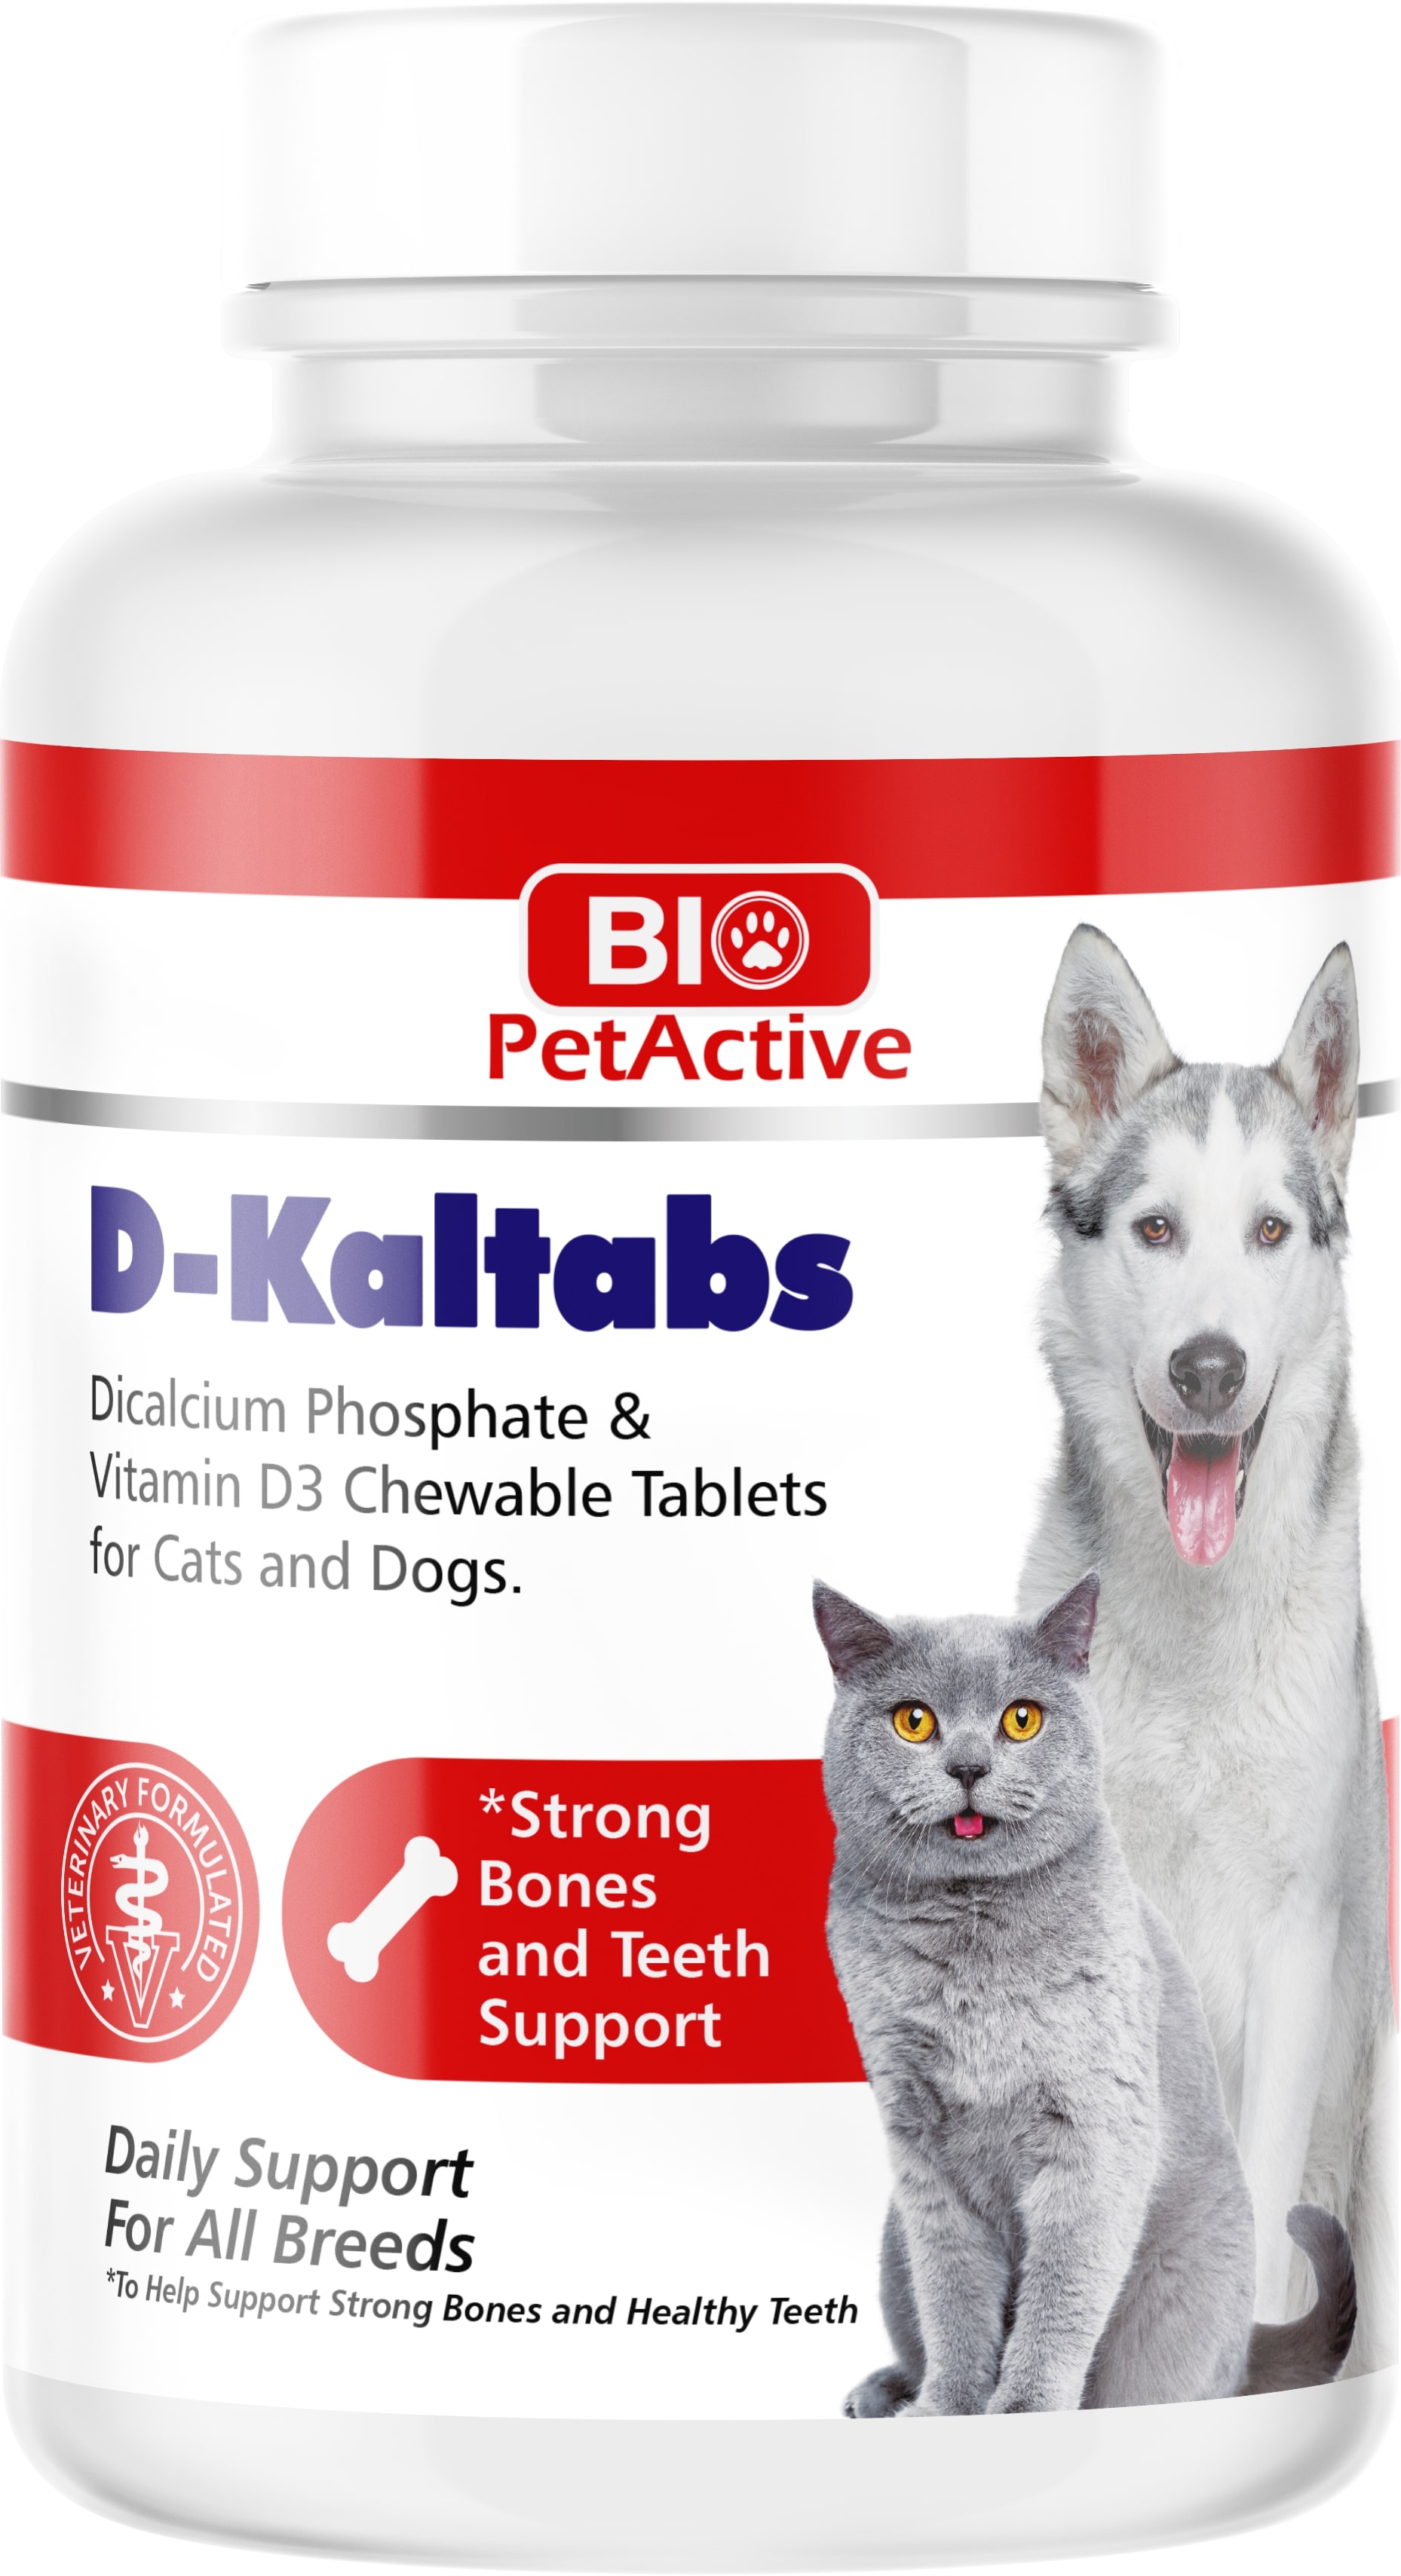 BIO
PetActive
D-Kaltabs
Dicalcium Phosphate &
Vitamin D3 Chewable Tablets
for Cats and Dogs.
VETERINARY FORMULATED
V
*Strong
Bones
and Teeth
Support
Daily Support
For All Breeds
*To Help Support Strong Bones and Healthy Teeth